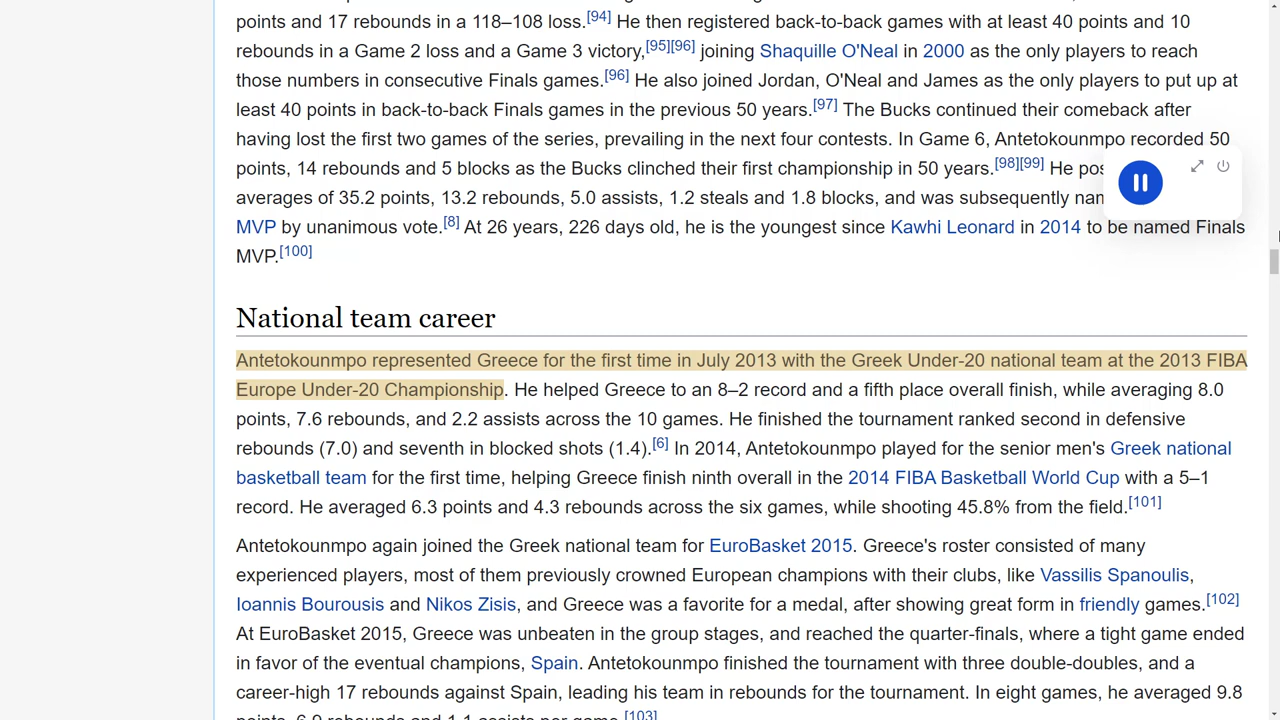 points and 17 rebounds in a 118–108 loss.[94] He then registered back-to-back games with at least 40 points and 10
rebounds in a Game 2 loss and a Game 3 victory,[95][96] joining Shaquille O'Neal in 2000 as the only players to reach
those numbers in consecutive Finals games.[96] He also joined Jordan, O'Neal and James as the only players to put up at
least 40 points in back-to-back Finals games in the previous 50 years.[97] The Bucks continued their comeback after
having lost the first two games of the series, prevailing in the next four contests. In Game 6, Antetokounmpo recorded 50
points, 14 rebounds and 5 blocks as the Bucks clinched their first championship in 50 years.[98][99] He
averages of 35.2 points, 13.2 rebounds, 5.0 assists, 1.2 steals and 1.8 blocks, and was subsequently
MVP by unanimous vote.[8] At 26 years, 226 days old, he is the youngest since Kawhi Leonard in 2014 to be named Finals
MVP.[100]
National team career
Antetokounmpo represented Greece for the first time in July 2013 with the Greek Under-20 national team at the 2013 FIBA
Europe Under-20 Championship. He helped Greece to an 8–2 record and a fifth place overall finish, while averaging 8.0
points, 7.6 rebounds, and 2.2 assists across the 10 games. He finished the tournament ranked second in defensive
rebounds (7.0) and seventh in blocked shots (1.4).[6] In 2014, Antetokounmpo played for the senior men's Greek national
basketball team for the first time, helping Greece finish ninth overall in the 2014 FIBA Basketball World Cup with a 5–1
record. He averaged 6.3 points and 4.3 rebounds across the six games, while shooting 45.8% from the field.[101]
Antetokounmpo again joined the Greek national team for EuroBasket 2015. Greece's roster consisted of many
experienced players, most of them previously crowned European champions with their clubs, like Vassilis Spanoulis,
Ioannis Bourousis and Nikos Zisis, and Greece was a favorite for a medal, after showing great form in friendly games.[102]
At EuroBasket 2015, Greece was unbeaten in the group stages, and reached the quarter-finals, where a tight game ended
in favor of the eventual champions, Spain. Antetokounmpo finished the tournament with three double-doubles, and a
career-high 17 rebounds against Spain, leading his team in rebounds for the tournament. In eight games, he averaged 9.8
points, 6.9 rebounds and 1.1 assists per game.[103]